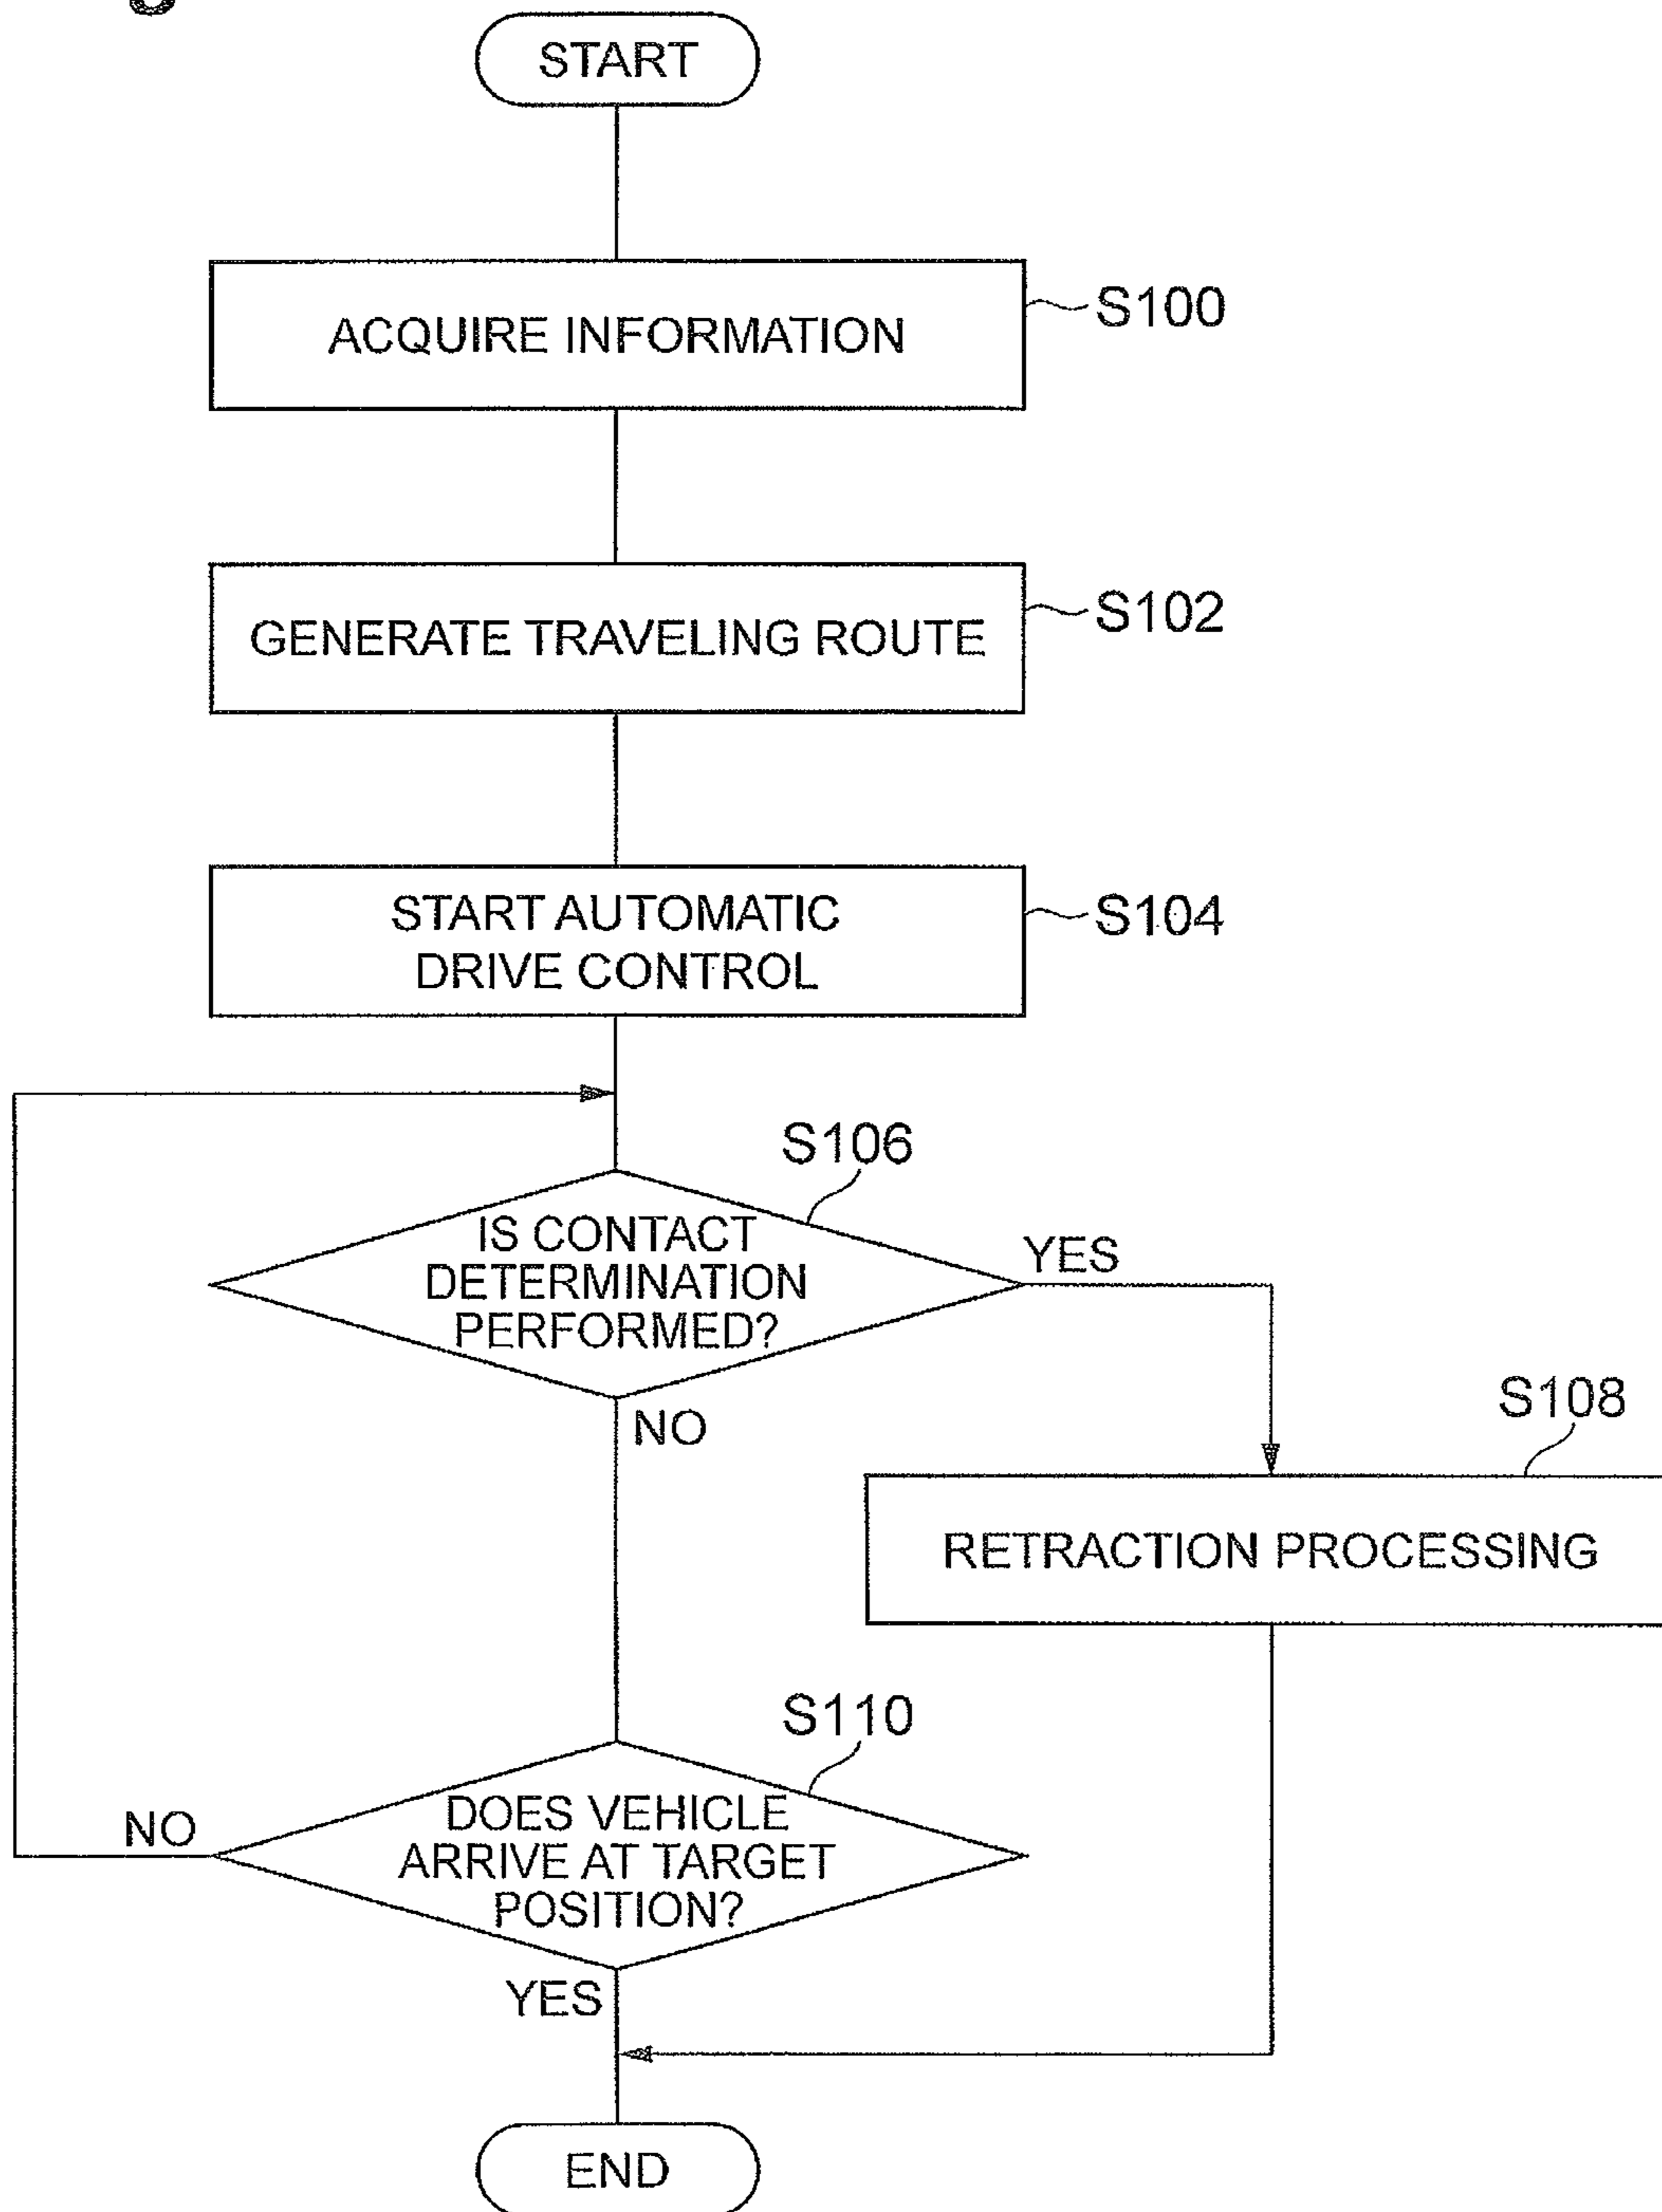 START
ACQUIRE INFORMATION
S100
GENERATE TRAVELING ROUTE
S102
START AUTOMATIC
DRIVE CONTROL
S104
S106
IS CONTACT
DETERMINATION
PERFORMED?
YES
NO
S108
RETRACTION PROCESSING
S110
DOES VEHICLE
ARRIVE AT TARGET
POSITION?
NO
YES
END